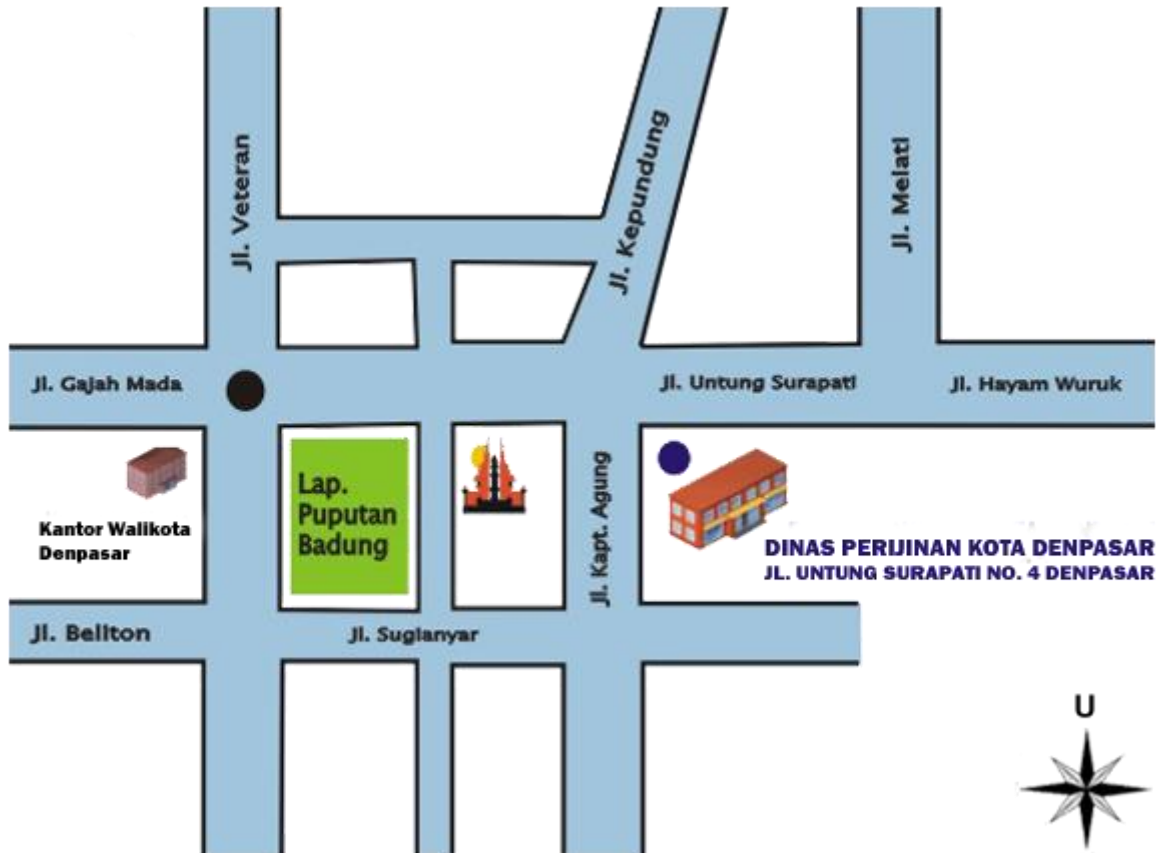 Jl. Veteran
Jl. Kepundung
Jl. Melati
Jl. Gajah Mada
Jl. Untung Surapati
Jl. Hayam Wuruk
Kantor Walikota
Denpasar
Lap.
Puputan
Badung
Jl. Kapt. Agung
DINAS PERIJINAN KOTA DENPASAR
JL. UNTUNG SURAPATI NO. 4 DENPASAR
Jl. Beliton
Jl. Sugianyar
U